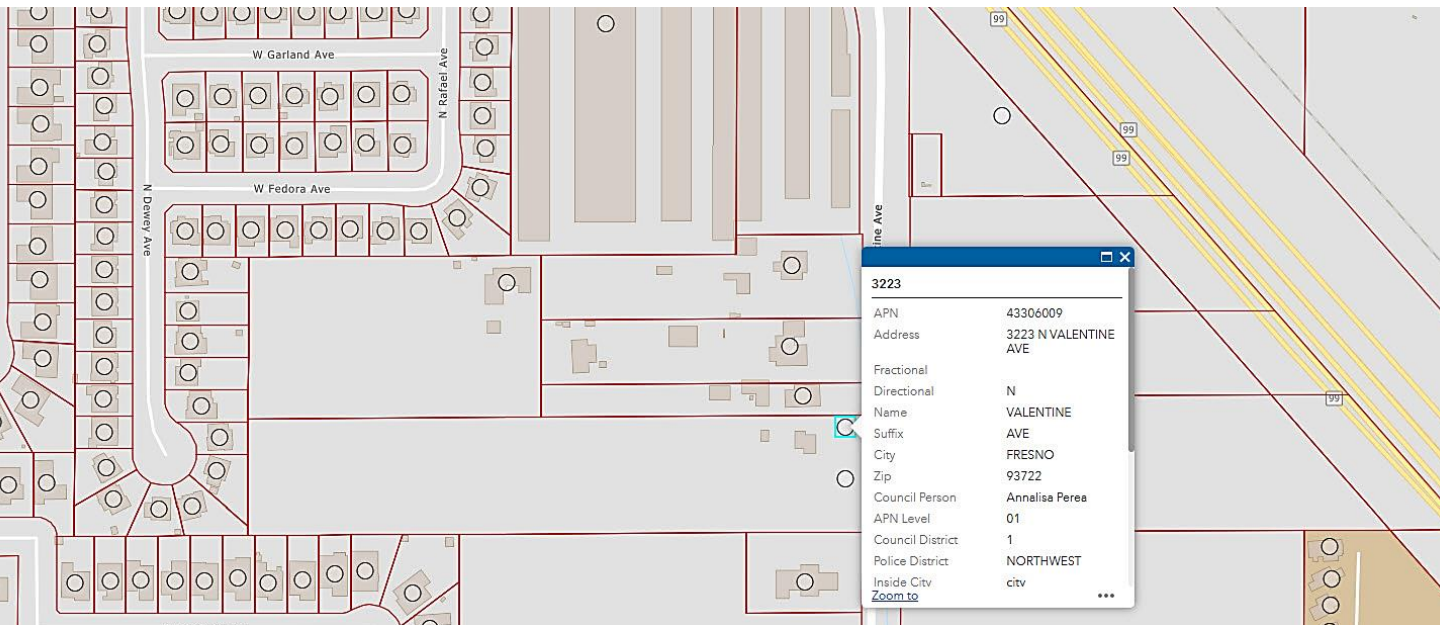 99
W Garland Ave
N Rafael Ave
99
99
W Fedora Ave
N Dewey Ave
ine Ave
3223
APN 43306009
Address 3223 N VALENTINE
AVE
Fractional
Directional N
Name VALENTINE
Suffix AVE
City FRESNO
Zip 93722
Council Person Annalisa Perea
APN Level 01
Council District 1
Police District NORTHWEST
Inside City city
Zoom to
99